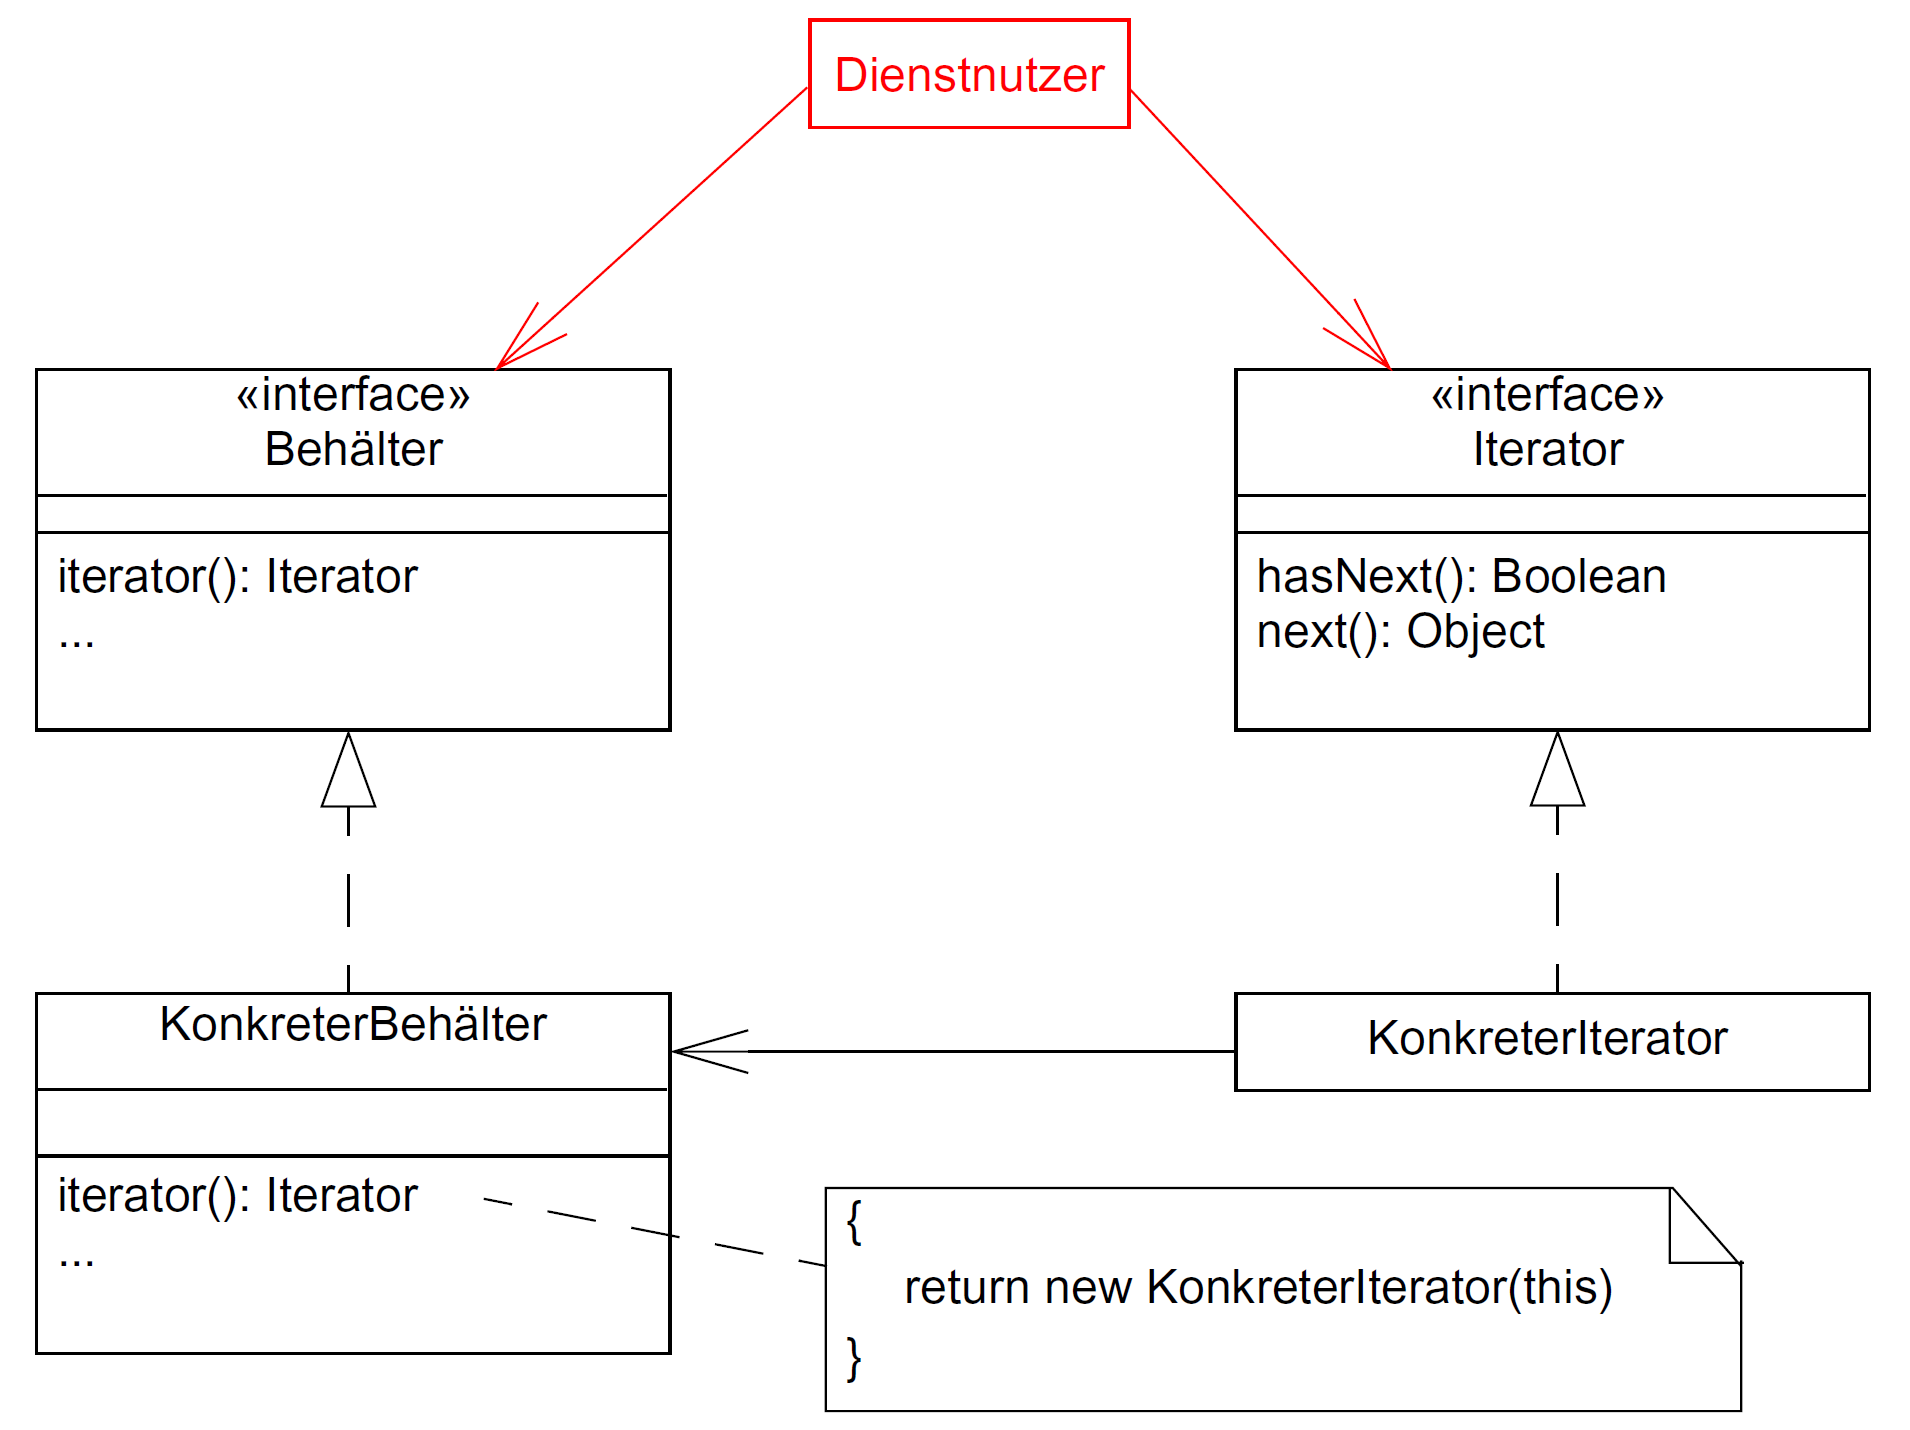 Dienstnutzer
«interface»
Behälter
iterator(): Iterator
...
«interface»
Iterator
hasNext(): Boolean
next(): Object
KonkreterBehälter
iterator(): Iterator
...
KonkreterIterator
{
return new KonkreterIterator(this)
}